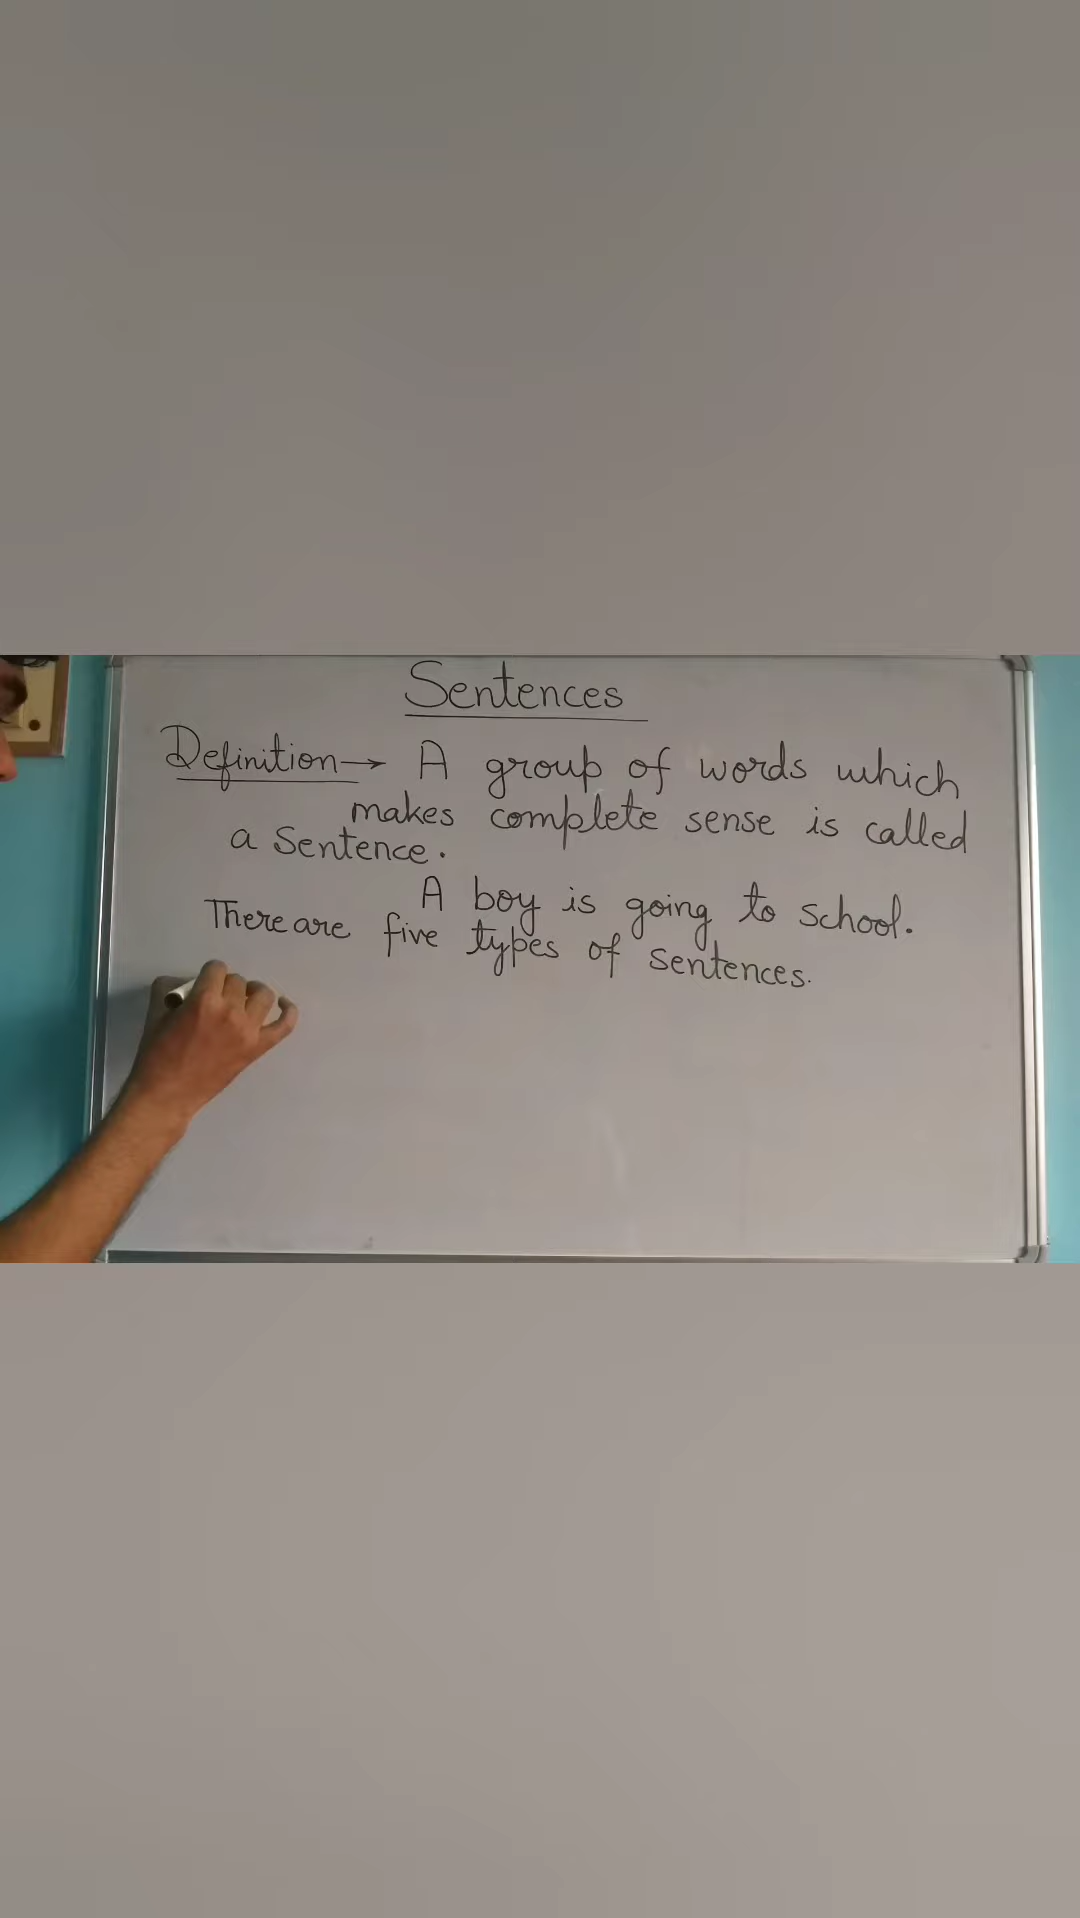 Sentences
Definition→ A group of words which
makes complete sense is called
a Sentence.
A boy is going to school.
There are five types of sentences.